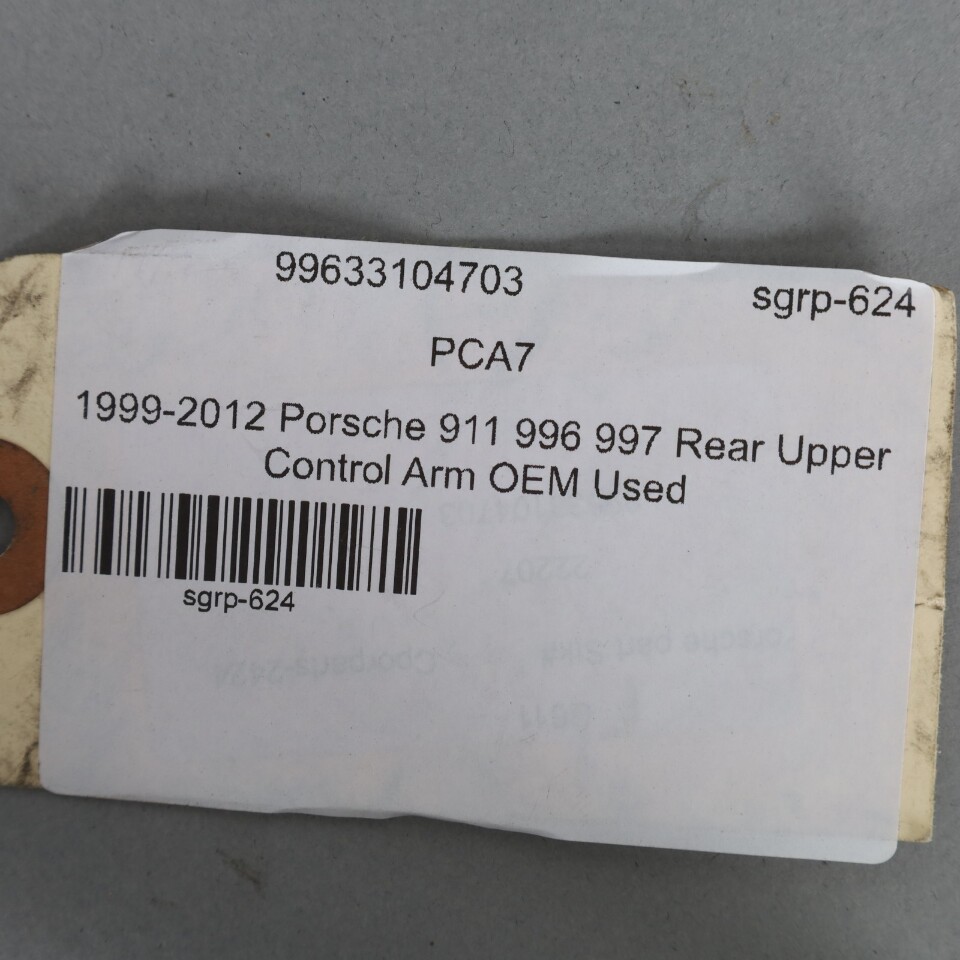 99633104703
sgrp-624
PCA7
1999-2012 Porsche 911 996 997 Rear Upper
Control Arm OEM Used
sgrp-624